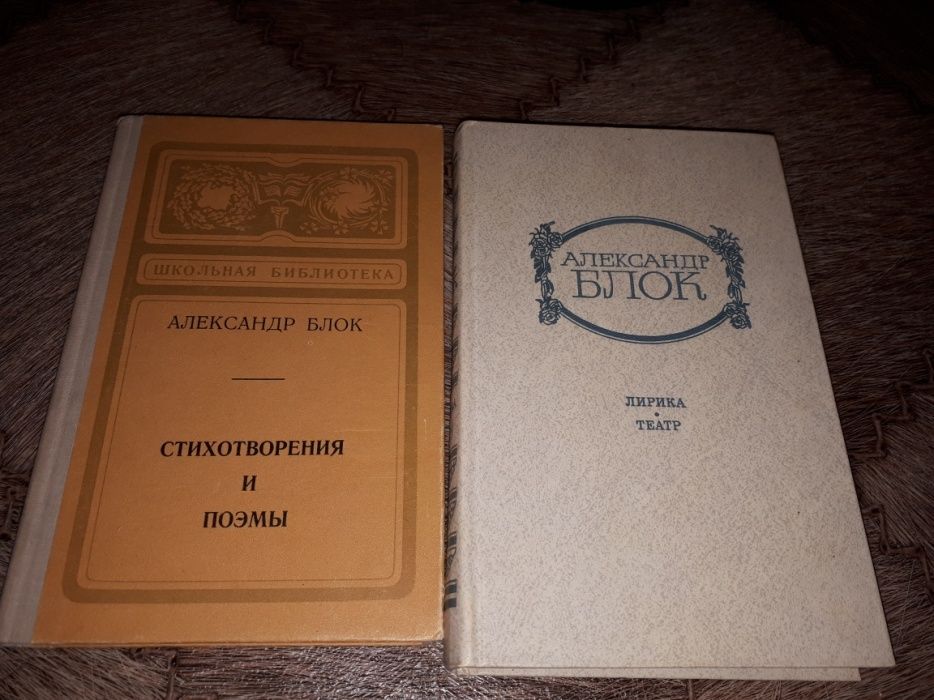 ШКОЛЬНАЯ БИБЛИОТЕКА
АЛЕКСАНДР БЛОК
СТИХОТВОРЕНИЯ
И
ПОЭМЫ
АЛЕКСАНДР
БЛОК
ЛИРИКА
•
ТЕАТР